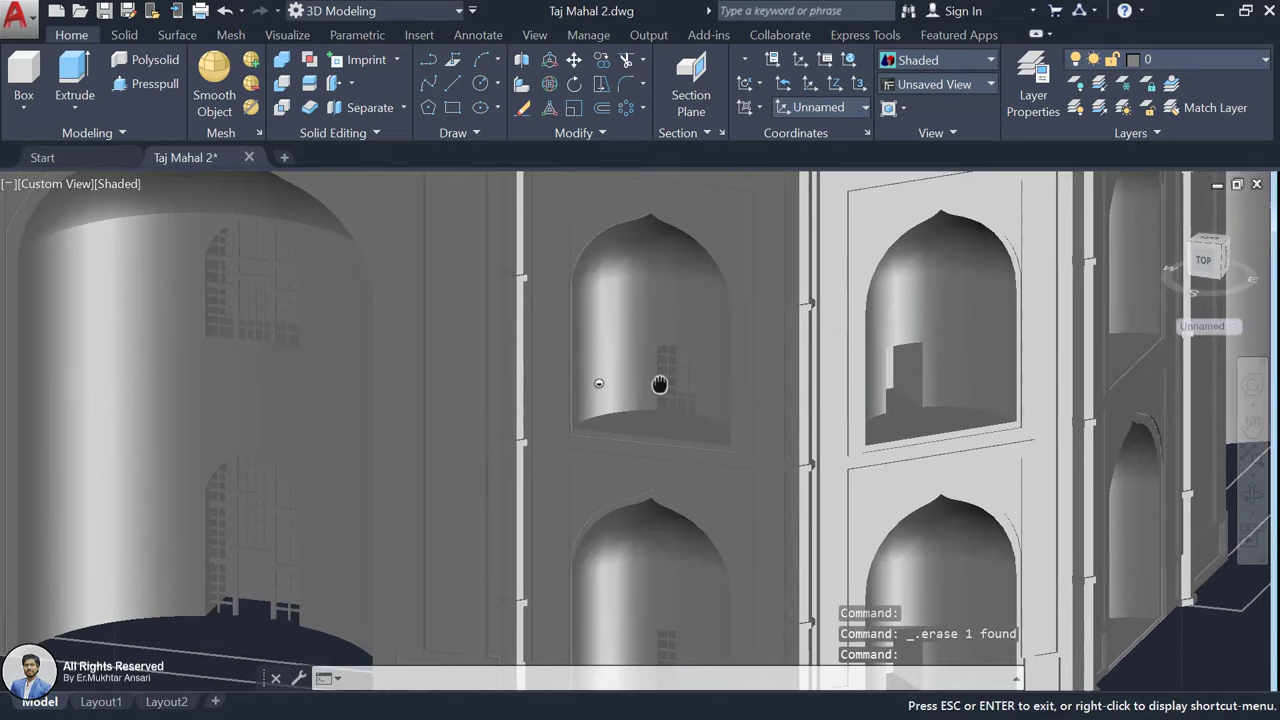 3D Modeling
Taj Mahal 2.dwg
Type a keyword or phrase
Sign In
Home Solid Surface Mesh Visualize Parametric Insert Annotate View Manage Output Add-ins Collaborate Express Tools Featured Apps
Box
Extrude
Polysolid
Presspull
Modeling
Smooth
Object
Mesh
Imprint
Separate
Solid Editing
Draw
Modify
Section
Plane
Section
Unnamed
Coordinates
Shaded
Unsaved View
View
Layer
Properties
0
Match Layer
Layers
Start
Taj Mahal 2*
[−][Custom View][Shaded]
TOP
S
E
Unnamed
Command:
Command: _.erase 1 found
Command:
All Rights Reserved
By Er.Mukhtar Ansari
Model
Layout1
Layout2
Press ESC or ENTER to exit, or right-click to display shortcut-menu.